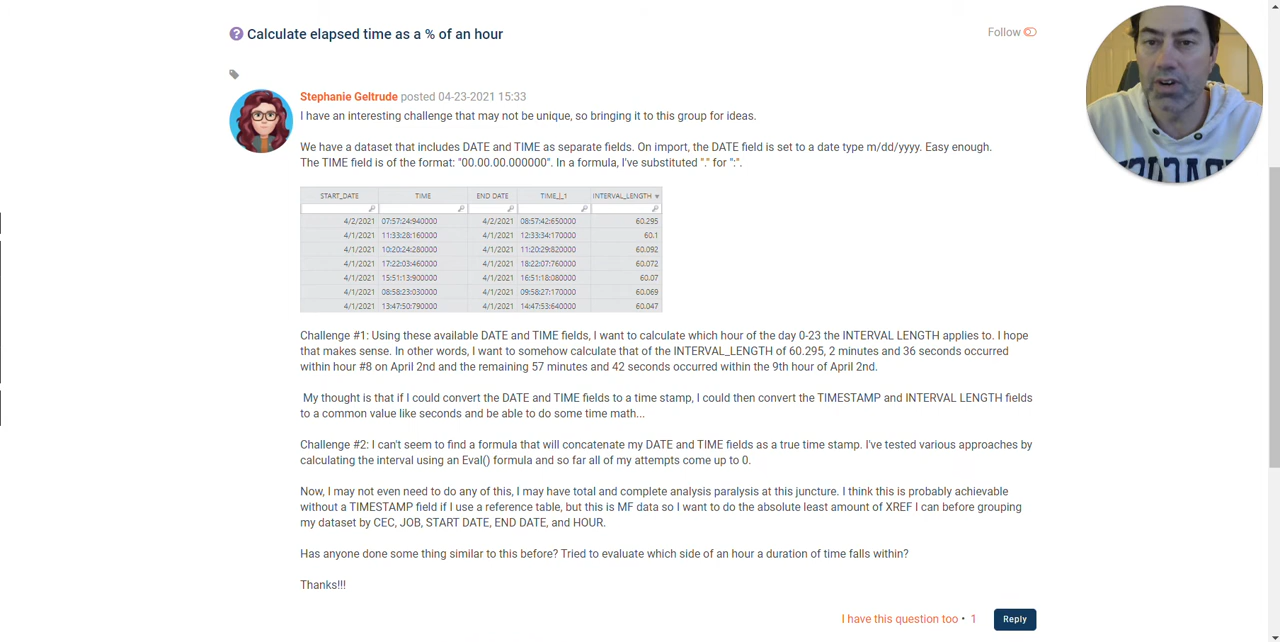 Calculate elapsed time as a % of an hour
Follow
Stephanie Geltrude posted 04-23-2021 15:33
I have an interesting challenge that may not be unique, so bringing it to this group for ideas.
We have a dataset that includes DATE and TIME as separate fields. On import, the DATE field is set to a date type m/dd/yyyy. Easy enough.
The TIME field is of the format: "00.00.00.000000". In a formula, I've substituted "." for ":".
START_DATE TIME END DATE TIME_|_1 INTERVAL_LENGTH
4/2/2021 07:57:24:940000 4/2/2021 08:57:42:650000 60.295
4/1/2021 11:33:28:160000 4/1/2021 12:33:34:170000 60.1
4/1/2021 10:20:24:280000 4/1/2021 11:20:29:820000 60.092
4/1/2021 17:22:03:460000 4/1/2021 18:22:07:760000 60.072
4/1/2021 15:51:13:900000 4/1/2021 16:51:18:080000 60.07
4/1/2021 08:58:23:030000 4/1/2021 09:58:27:170000 60.069
4/1/2021 13:47:50:790000 4/1/2021 14:47:53:640000 60.047
Challenge #1: Using these available DATE and TIME fields, I want to calculate which hour of the day 0-23 the INTERVAL LENGTH applies to. I hope
that makes sense. In other words, I want to somehow calculate that of the INTERVAL_LENGTH of 60.295, 2 minutes and 36 seconds occurred
within hour #8 on April 2nd and the remaining 57 minutes and 42 seconds occurred within the 9th hour of April 2nd.
My thought is that if I could convert the DATE and TIME fields to a time stamp, I could then convert the TIMESTAMP and INTERVAL LENGTH fields
to a common value like seconds and be able to do some time math...
Challenge #2: I can't seem to find a formula that will concatenate my DATE and TIME fields as a true time stamp. I've tested various approaches by
calculating the interval using an Eval() formula and so far all of my attempts come up to 0.
Now, I may not even need to do any of this, I may have total and complete analysis paralysis at this juncture. I think this is probably achievable
without a TIMESTAMP field if I use a reference table, but this is MF data so I want to do the absolute least amount of XREF I can before grouping
my dataset by CEC, JOB, START DATE, END DATE, and HOUR.
Has anyone done some thing similar to this before? Tried to evaluate which side of an hour a duration of time falls within?
Thanks!!!
I have this question too • 1
Reply